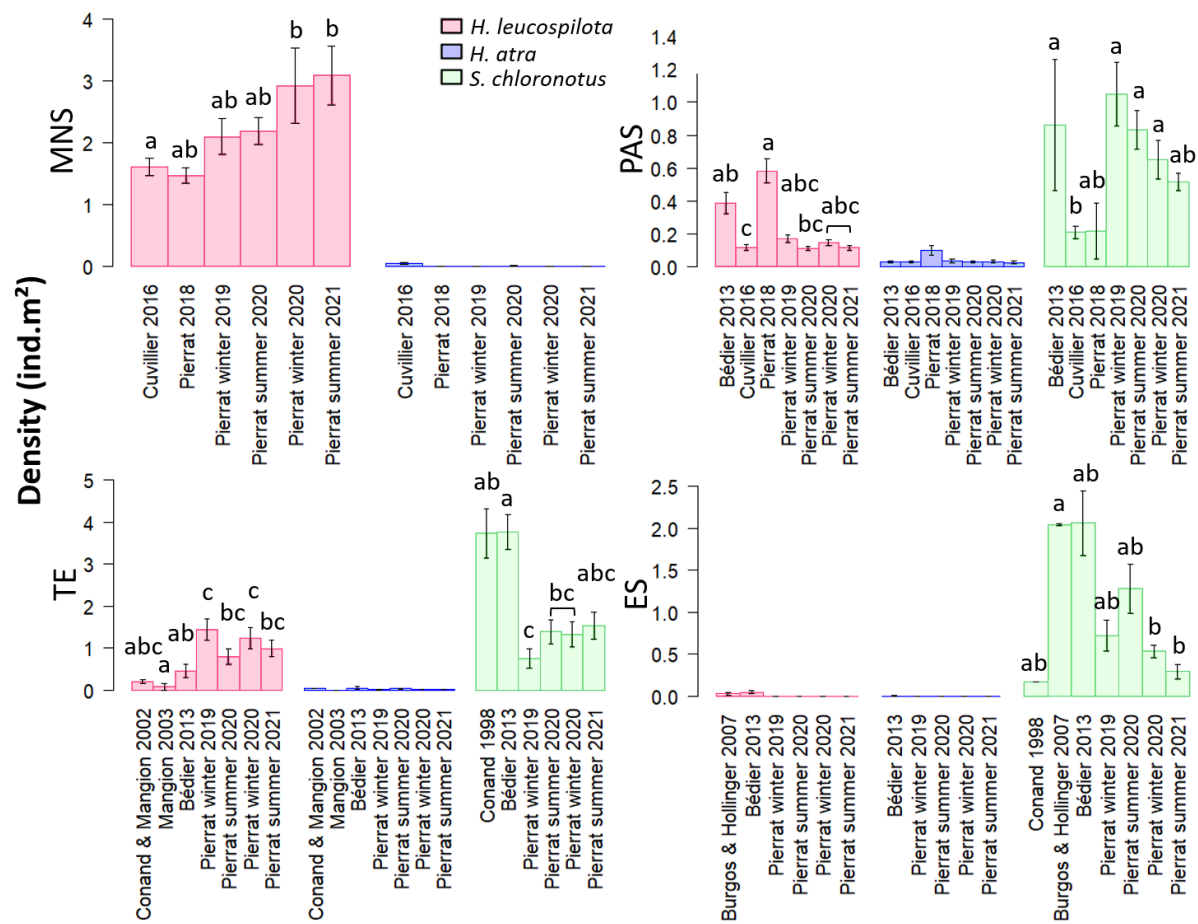 Density (ind.m²)
H. leucospilota
H. atra
S. chloronotus
MNS
4
3
2
1
0
a
ab
ab
ab
b
b
Cuvillier 2016
Pierrat 2018
Pierrat winter 2019
Pierrat summer 2020
Pierrat winter 2020
Pierrat summer 2021
Cuvillier 2016
Pierrat 2018
Pierrat winter 2019
Pierrat summer 2020
Pierrat winter 2020
Pierrat summer 2021
PAS
1.4
1.2
1.0
0.8
0.6
0.4
0.2
0.0
ab
c
a
abc
bc
abc
a
b
ab
a
a
a
ab
Bédier 2013
Cuvillier 2016
Pierrat 2018
Pierrat winter 2019
Pierrat summer 2020
Pierrat winter 2020
Pierrat summer 2021
Bédier 2013
Cuvillier 2016
Pierrat 2018
Pierrat winter 2019
Pierrat summer 2020
Pierrat winter 2020
Pierrat summer 2021
Bédier 2013
Cuvillier 2016
Pierrat 2018
Pierrat winter 2019
Pierrat summer 2020
Pierrat winter 2020
Pierrat summer 2021
TE
5
4
3
2
1
0
abc
a
ab
c
bc
c
bc
ab
a
c
bc
abc
Conand & Mangion 2002
Mangion 2003
Bédier 2013
Pierrat winter 2019
Pierrat summer 2020
Pierrat winter 2020
Pierrat summer 2021
Conand & Mangion 2002
Mangion 2003
Bédier 2013
Pierrat winter 2019
Pierrat summer 2020
Pierrat winter 2020
Pierrat summer 2021
Conand 1998
Bédier 2013
Pierrat winter 2019
Pierrat summer 2020
Pierrat winter 2020
Pierrat summer 2021
ES
2.5
2.0
1.5
1.0
0.5
0.0
ab
a
ab
ab
ab
b
b
Burgos & Hollinger 2007
Bédier 2013
Pierrat winter 2019
Pierrat summer 2020
Pierrat winter 2020
Pierrat summer 2021
Bédier 2013
Pierrat winter 2019
Pierrat summer 2020
Pierrat winter 2020
Pierrat summer 2021
Conand 1998
Burgos & Hollinger 2007
Bédier 2013
Pierrat winter 2019
Pierrat summer 2020
Pierrat winter 2020
Pierrat summer 2021